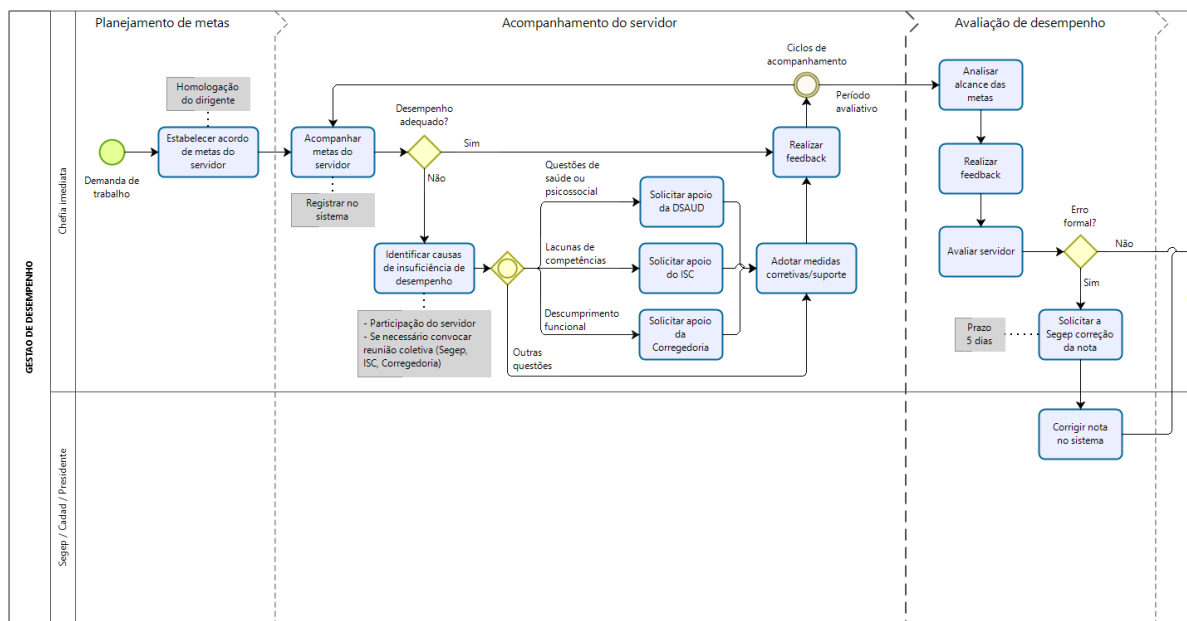 Planejamento de metas
Acompanhamento do servidor
Avaliação de desempenho
GESTAO DE DESEMPENHO
Chefia imediata
Segep / Cadad / Presidente
Demanda de
trabalho
Homologação
do dirigente
Estabelecer acordo
de metas do
servidor
Acompanhar
metas do
servidor
Registrar no
sistema
Desempenho
adequado?
Sim
Não
Identificar causas
de insuficiência de
desempenho
- Participação do servidor
- Se necessário convocar
reunião coletiva (Segep,
ISC, Corregedoria)
Questões de
saúde ou
psicossocial
Lacunas de
competências
Descumprimento
funcional
Outras
questões
Solicitar apoio
da DSAUD
Solicitar apoio
do ISC
Solicitar apoio
da
Corregedoria
Adotar medidas
corretivas/suporte
Realizar
feedback
Ciclos de
acompanhamento
Período
avaliativo
Analisar
alcance das
metas
Realizar
feedback
Avaliar servidor
Erro
formal?
Não
Sim
Prazo
5 dias
Solicitar a
Segep correção
da nota
Corrigir nota
no sistema